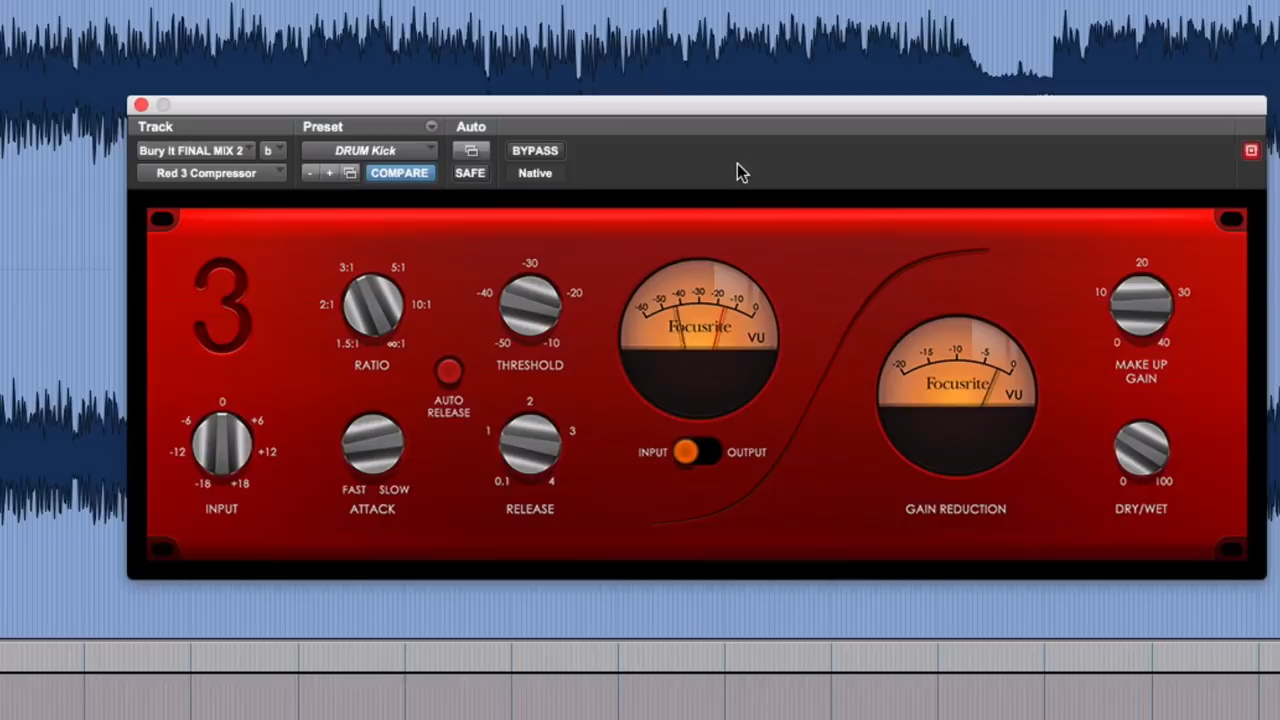 Track
Preset
Auto
Bury It FINAL MIX 2
b
DRUM Kick
BYPASS
Red 3 Compressor
- +
COMPARE
SAFE
Native
3
3:1 5:1
2:1 10:1
1.5:1 ∞:1
RATIO
-30
-40 -20
-50 -10
THRESHOLD
AUTO
RELEASE
0
-6 +6
-12 +12
-18 +18
INPUT
FAST SLOW
ATTACK
2
1 3
0.1 4
RELEASE
-60 -50 -40 -30 -20 -10 0
Focusrite
VU
INPUT OUTPUT
-20 -15 -10 -5 0
Focusrite
VU
GAIN REDUCTION
20
10 30
0 40
MAKE UP
GAIN
0 100
DRY/WET